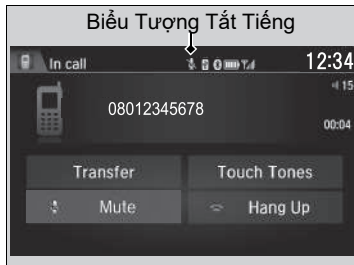 Biểu Tượng Tắt Tiếng
In call 12:34
15
08012345678
00:04
Transfer Touch Tones
Mute Hang Up